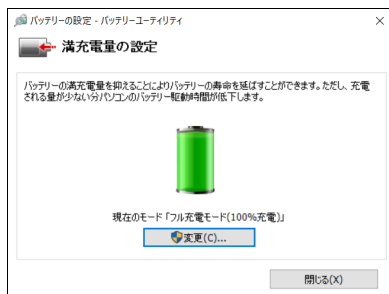 バッテリーの設定 - バッテリーユーティリティ
満充電量の設定
バッテリーの満充電量を抑えることによりバッテリーの寿命を延ばすことができます。ただし、充電
される量が少ない分パソコンのバッテリー駆動時間が低下します。
現在のモード「フル充電モード(100%充電)」
変更(C)...
閉じる(X)